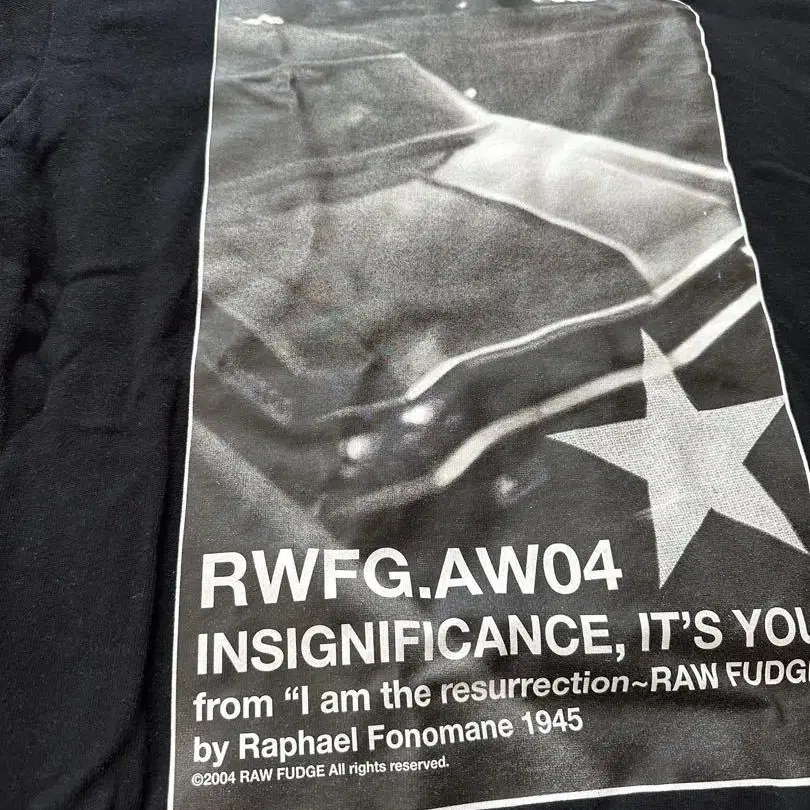 RWFG.AW04
INSIGNIFICANCE, IT'S YOU
from “I am the resurrection~RAW FUDGE
by Raphael Fonomane 1945
©2004 RAW FUDGE All rights reserved.